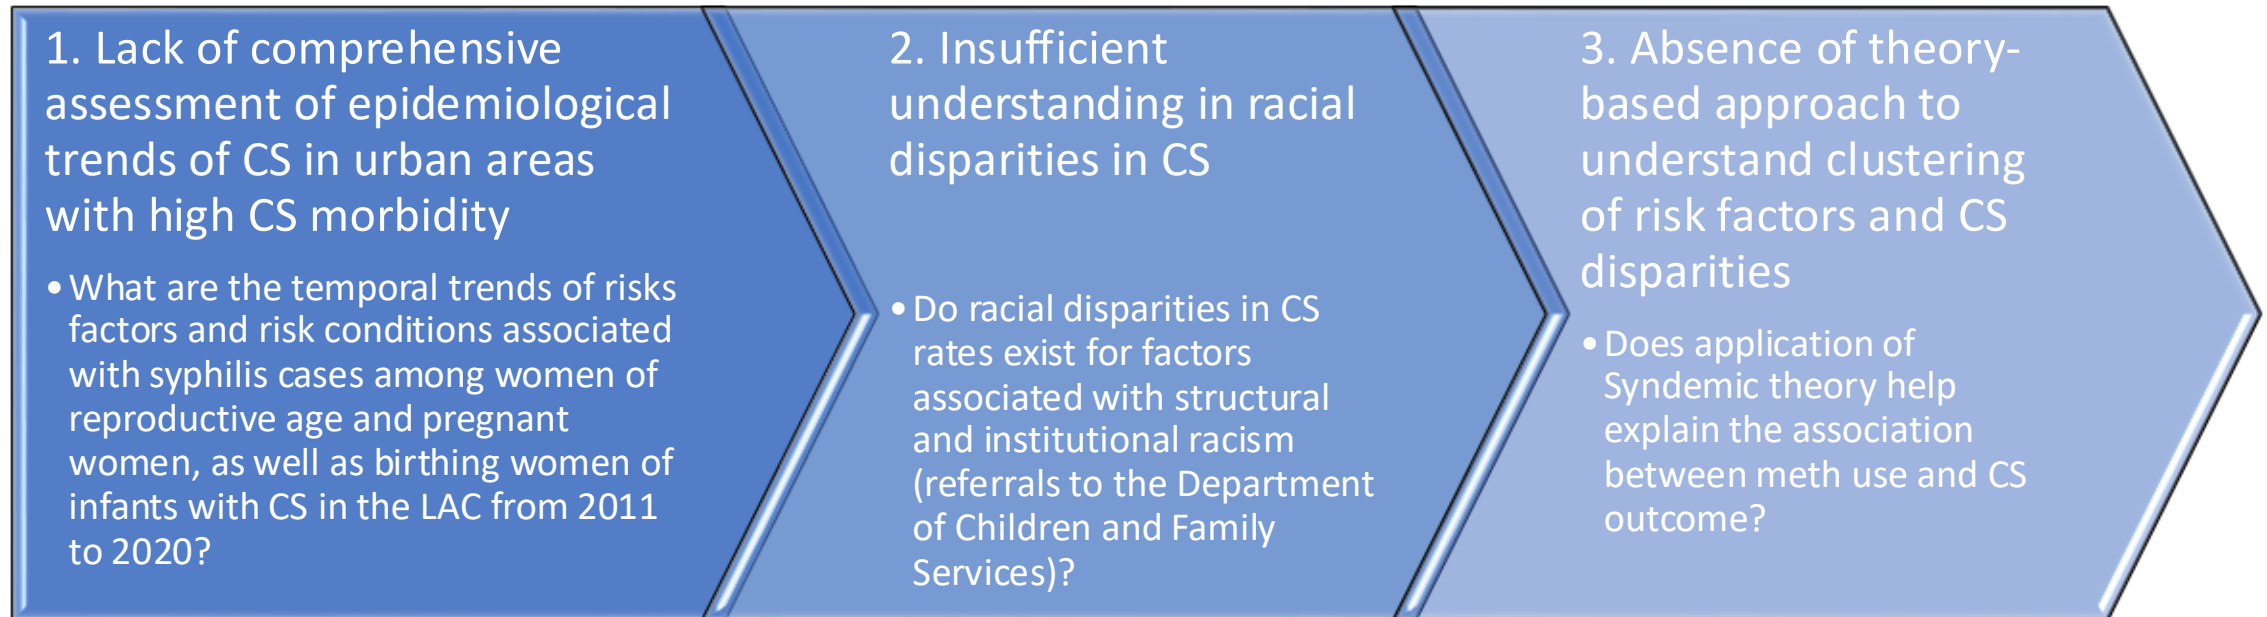 1. Lack of comprehensive
assessment of epidemiological
trends of CS in urban areas
with high CS morbidity
•What are the temporal trends of risks
factors and risk conditions associated
with syphilis cases among women of
reproductive age and pregnant
women, as well as birthing women of
infants with CS in the LAC from 2011
to 2020?
2. Insufficient
understanding in racial
disparities in CS
•Do racial disparities in CS
rates exist for factors
associated with structural
and institutional racism
(referrals to the Department
of Children and Family
Services)?
3. Absence of theory-
based approach to
understand clustering
of risk factors and CS
disparities
•Does application of
Syndemic theory help
explain the association
between meth use and CS
outcome?